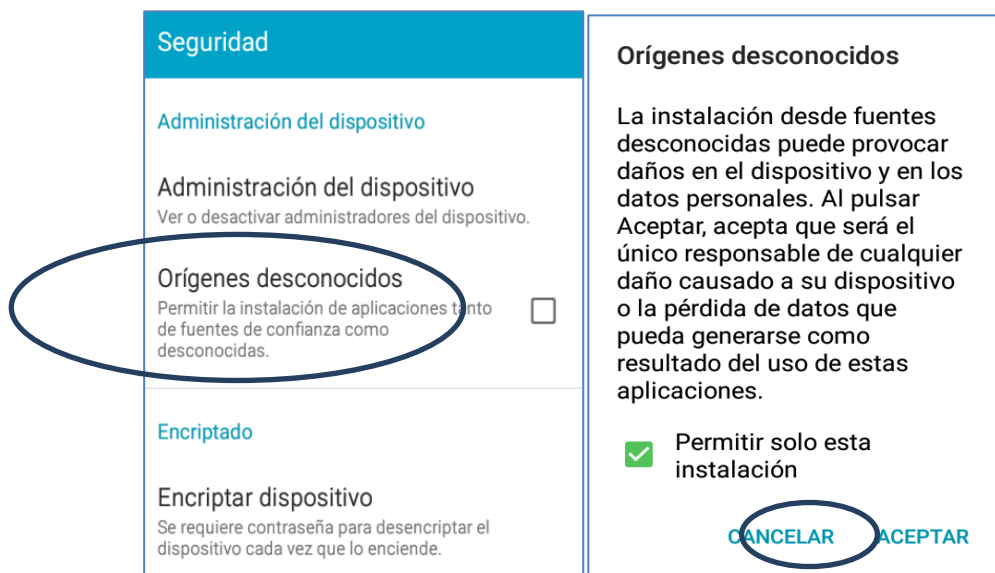 Seguridad
Administración del dispositivo
Administración del dispositivo
Ver o desactivar administradores del dispositivo.
Orígenes desconocidos
Permitir la instalación de aplicaciones tanto
de fuentes de confianza como
desconocidas.
Encriptado
Encriptar dispositivo
Se requiere contraseña para desencriptar el
dispositivo cada vez que lo enciende.
Orígenes desconocidos
La instalación desde fuentes
desconocidas puede provocar
daños en el dispositivo y en los
datos personales. Al pulsar
Aceptar, acepta que será el
único responsable de cualquier
daño causado a su dispositivo
o la pérdida de datos que
pueda generarse como
resultado del uso de estas
aplicaciones.
Permitir solo esta
instalación
CANCELAR ACEPTAR